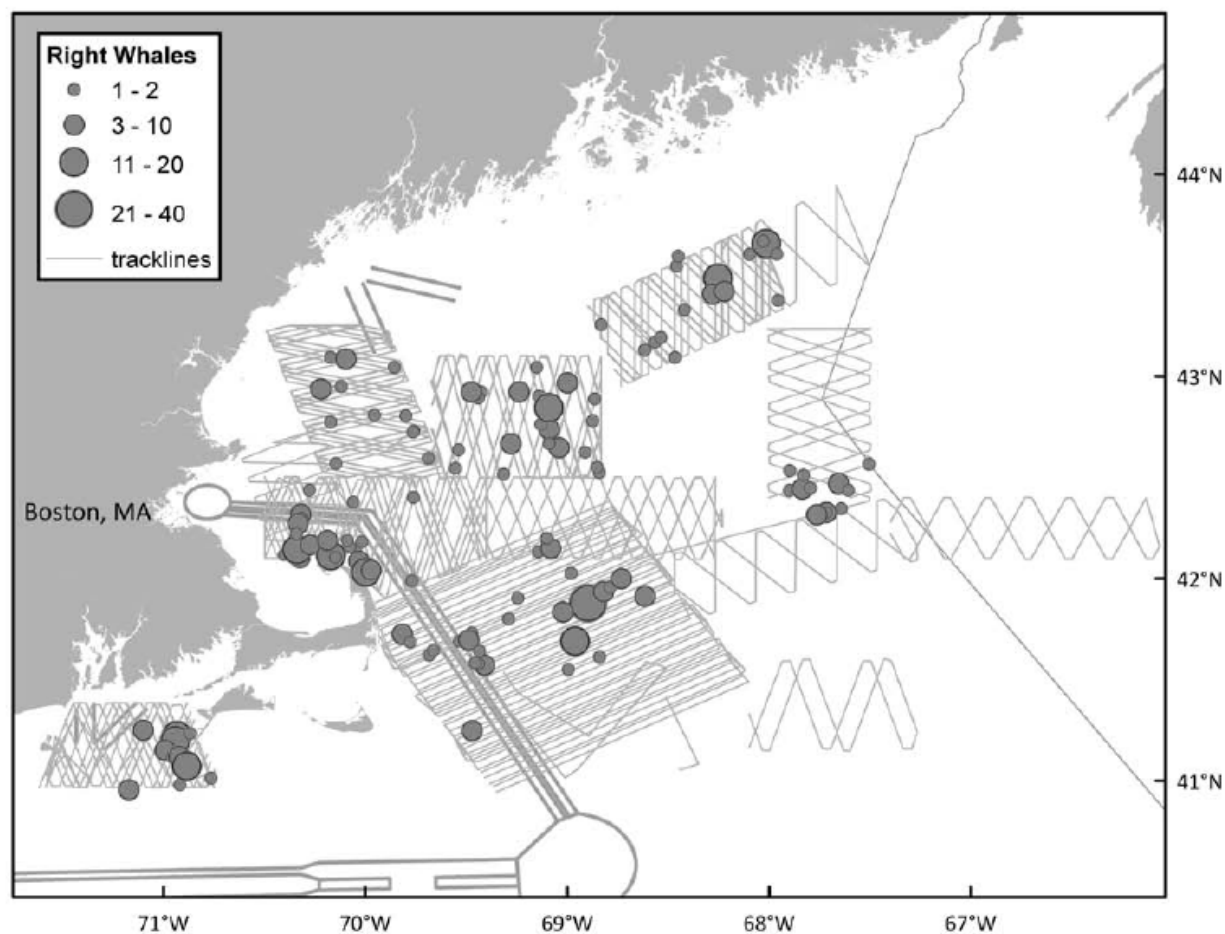 Right Whales
1 - 2
3 - 10
11 - 20
21 - 40
tracklines
44°N
43°N
Boston, MA
42°N
41°N
71°W
70°W
69°W
68°W
67°W